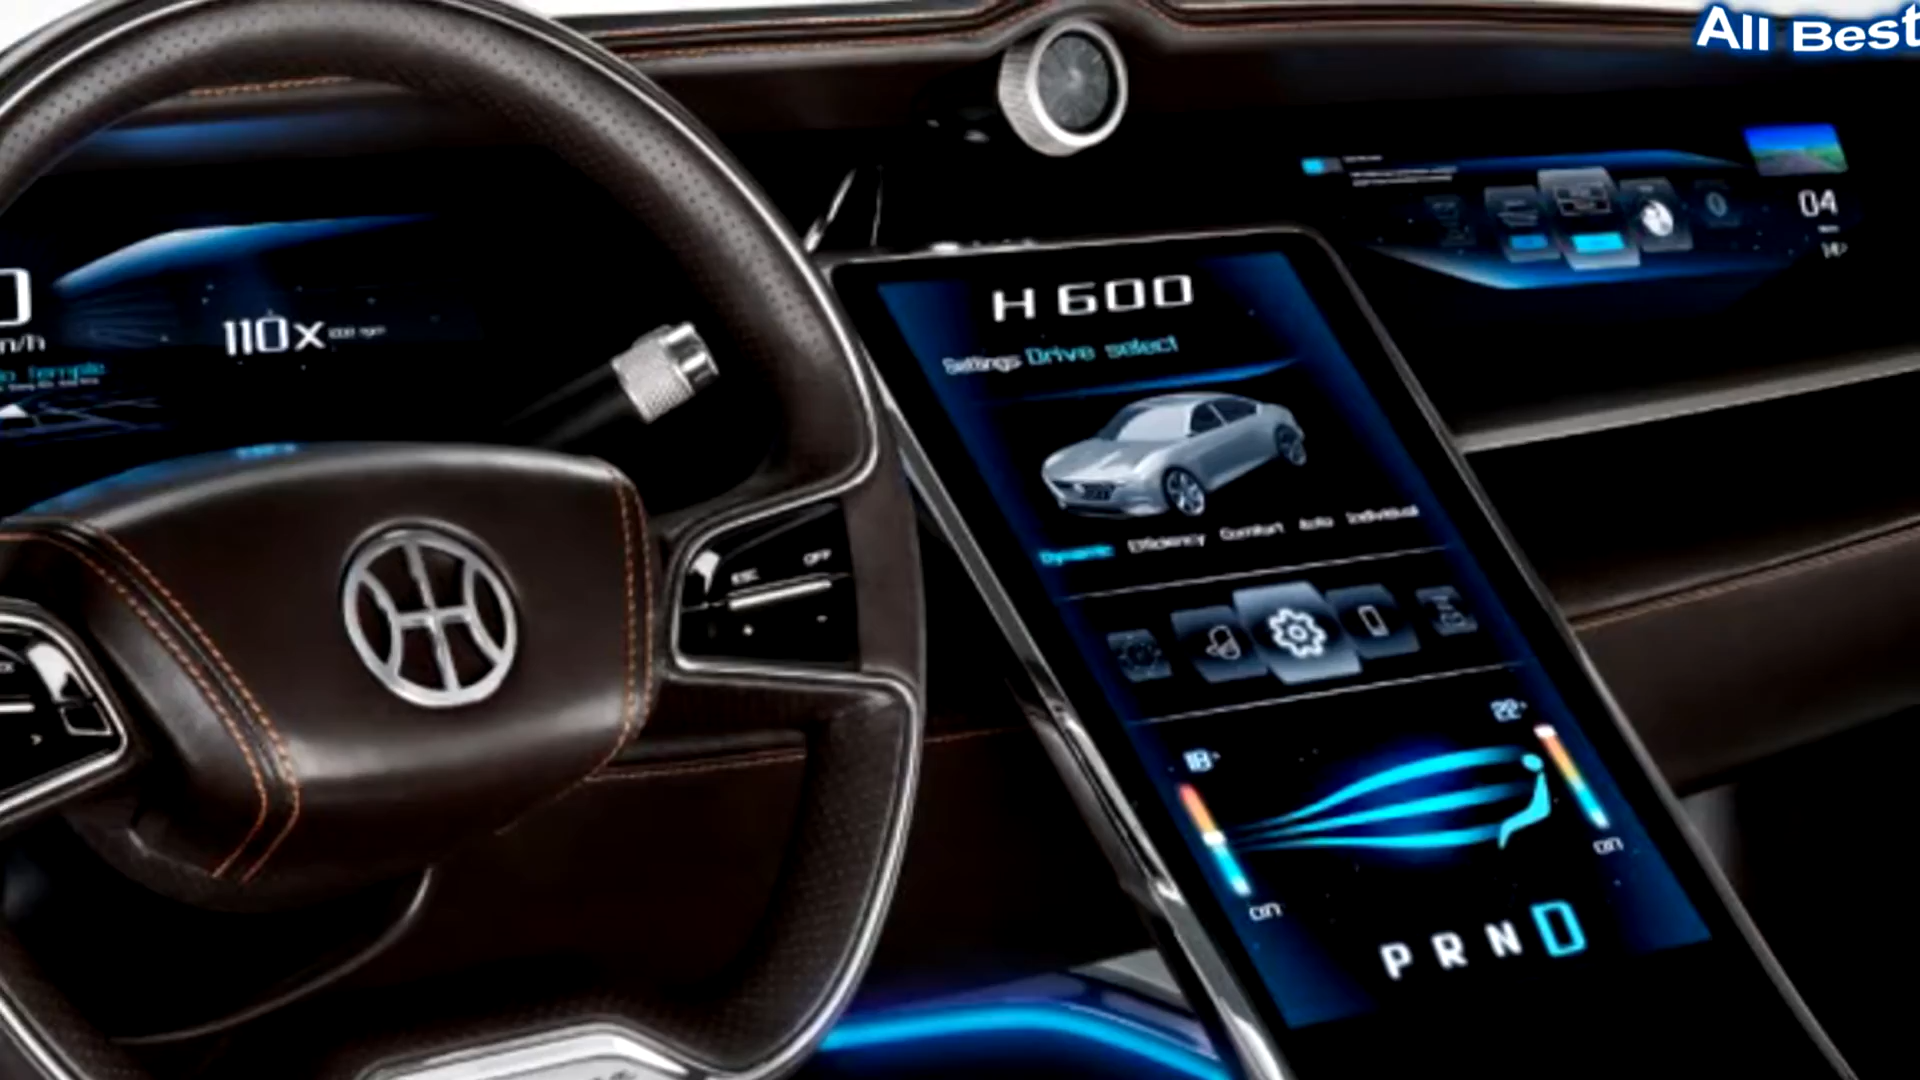 All Best
04
H 600
Settings Drive select
110x
Temple
Dynamic Efficiency Comfort Auto Individual
ESC OFF
22°
18°
on
on
P R N D